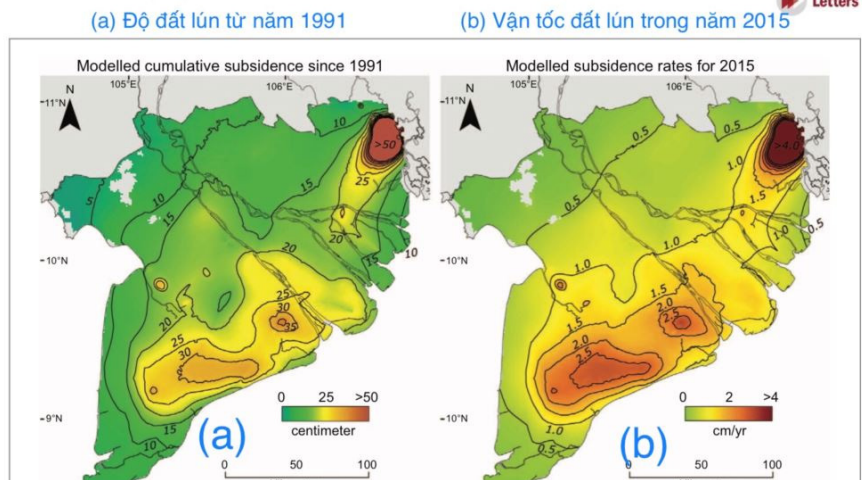 Letters
(a) Độ đất lún từ năm 1991
(b) Vận tốc đất lún trong năm 2015
Modelled cumulative subsidence since 1991
105°E
106°E
N
11°N
10
>50
25
15
5
10
15
20
15
10
10°N
20
25
30
35
20
25
30
9°N
15
10
0 25 >50
centimeter
(a)
0 50 100
Modelled subsidence rates for 2015
106°E
N
10°N
0.5
0.5
>4.0
1.0
1.5
0.5
1.0
0.5
1.0
10°N
1.0
1.5
2.0
2.5
1.5
2.0
2.5
10°N
1.0
0.5
0 2 >4
cm/yr
(b)
0 50 100